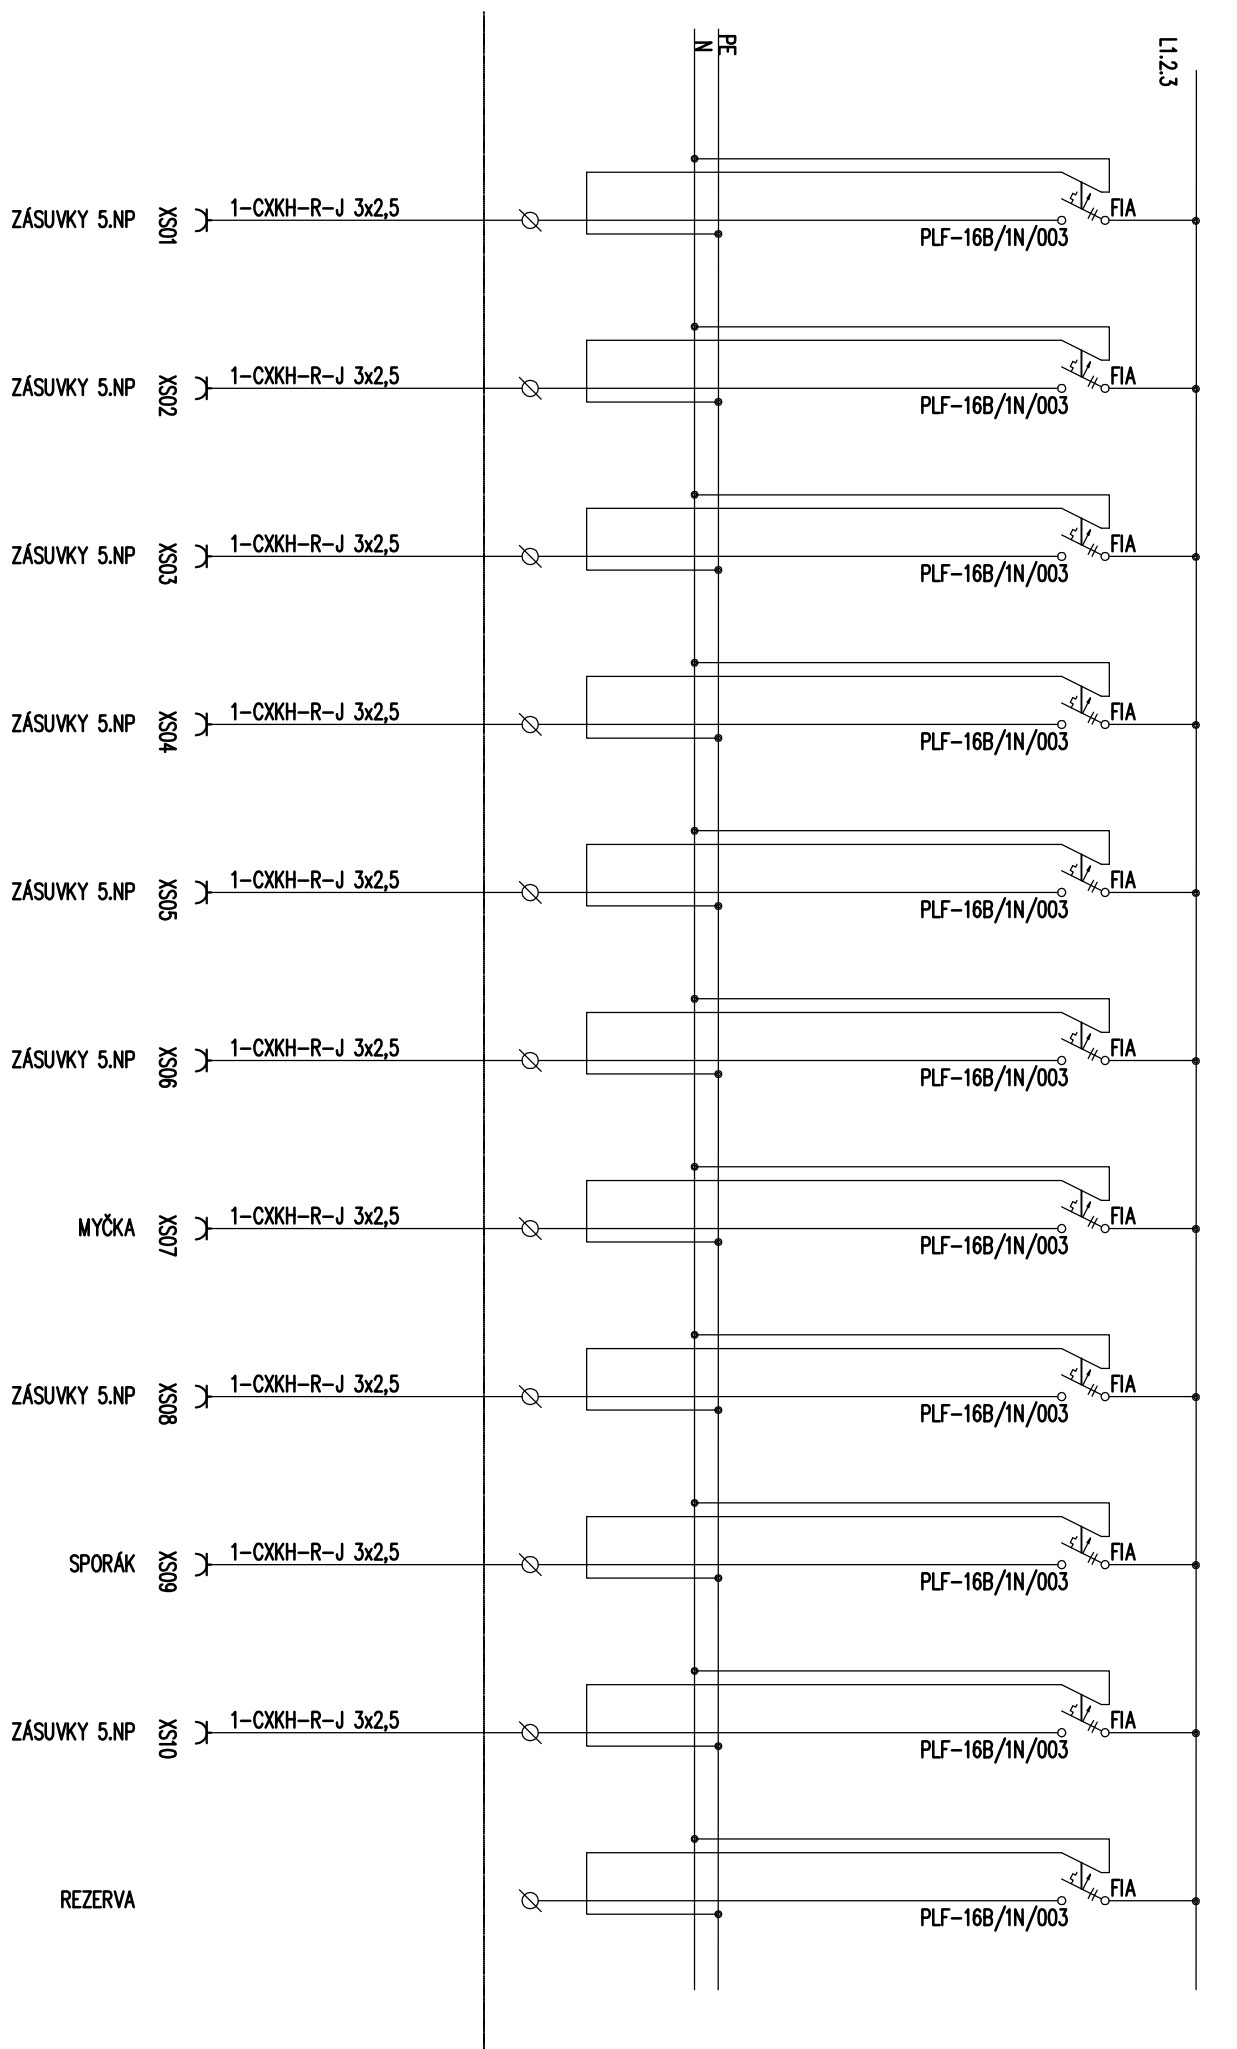 PE
N
L1.2.3
1-CXKH-R-J 3x2,5
FIA
ZÁSUVKY 5.NP
XS01
PLF-16B/1N/003
1-CXKH-R-J 3x2,5
FIA
ZÁSUVKY 5.NP
XS02
PLF-16B/1N/003
1-CXKH-R-J 3x2,5
FIA
ZÁSUVKY 5.NP
XS03
PLF-16B/1N/003
1-CXKH-R-J 3x2,5
FIA
ZÁSUVKY 5.NP
XS04
PLF-16B/1N/003
1-CXKH-R-J 3x2,5
FIA
ZÁSUVKY 5.NP
XS05
PLF-16B/1N/003
1-CXKH-R-J 3x2,5
FIA
ZÁSUVKY 5.NP
XS06
PLF-16B/1N/003
1-CXKH-R-J 3x2,5
FIA
MYČKA
XS07
PLF-16B/1N/003
1-CXKH-R-J 3x2,5
FIA
ZÁSUVKY 5.NP
XS08
PLF-16B/1N/003
1-CXKH-R-J 3x2,5
FIA
SPORÁK
XS09
PLF-16B/1N/003
1-CXKH-R-J 3x2,5
FIA
ZÁSUVKY 5.NP
XS10
PLF-16B/1N/003
FIA
REZERVA
PLF-16B/1N/003